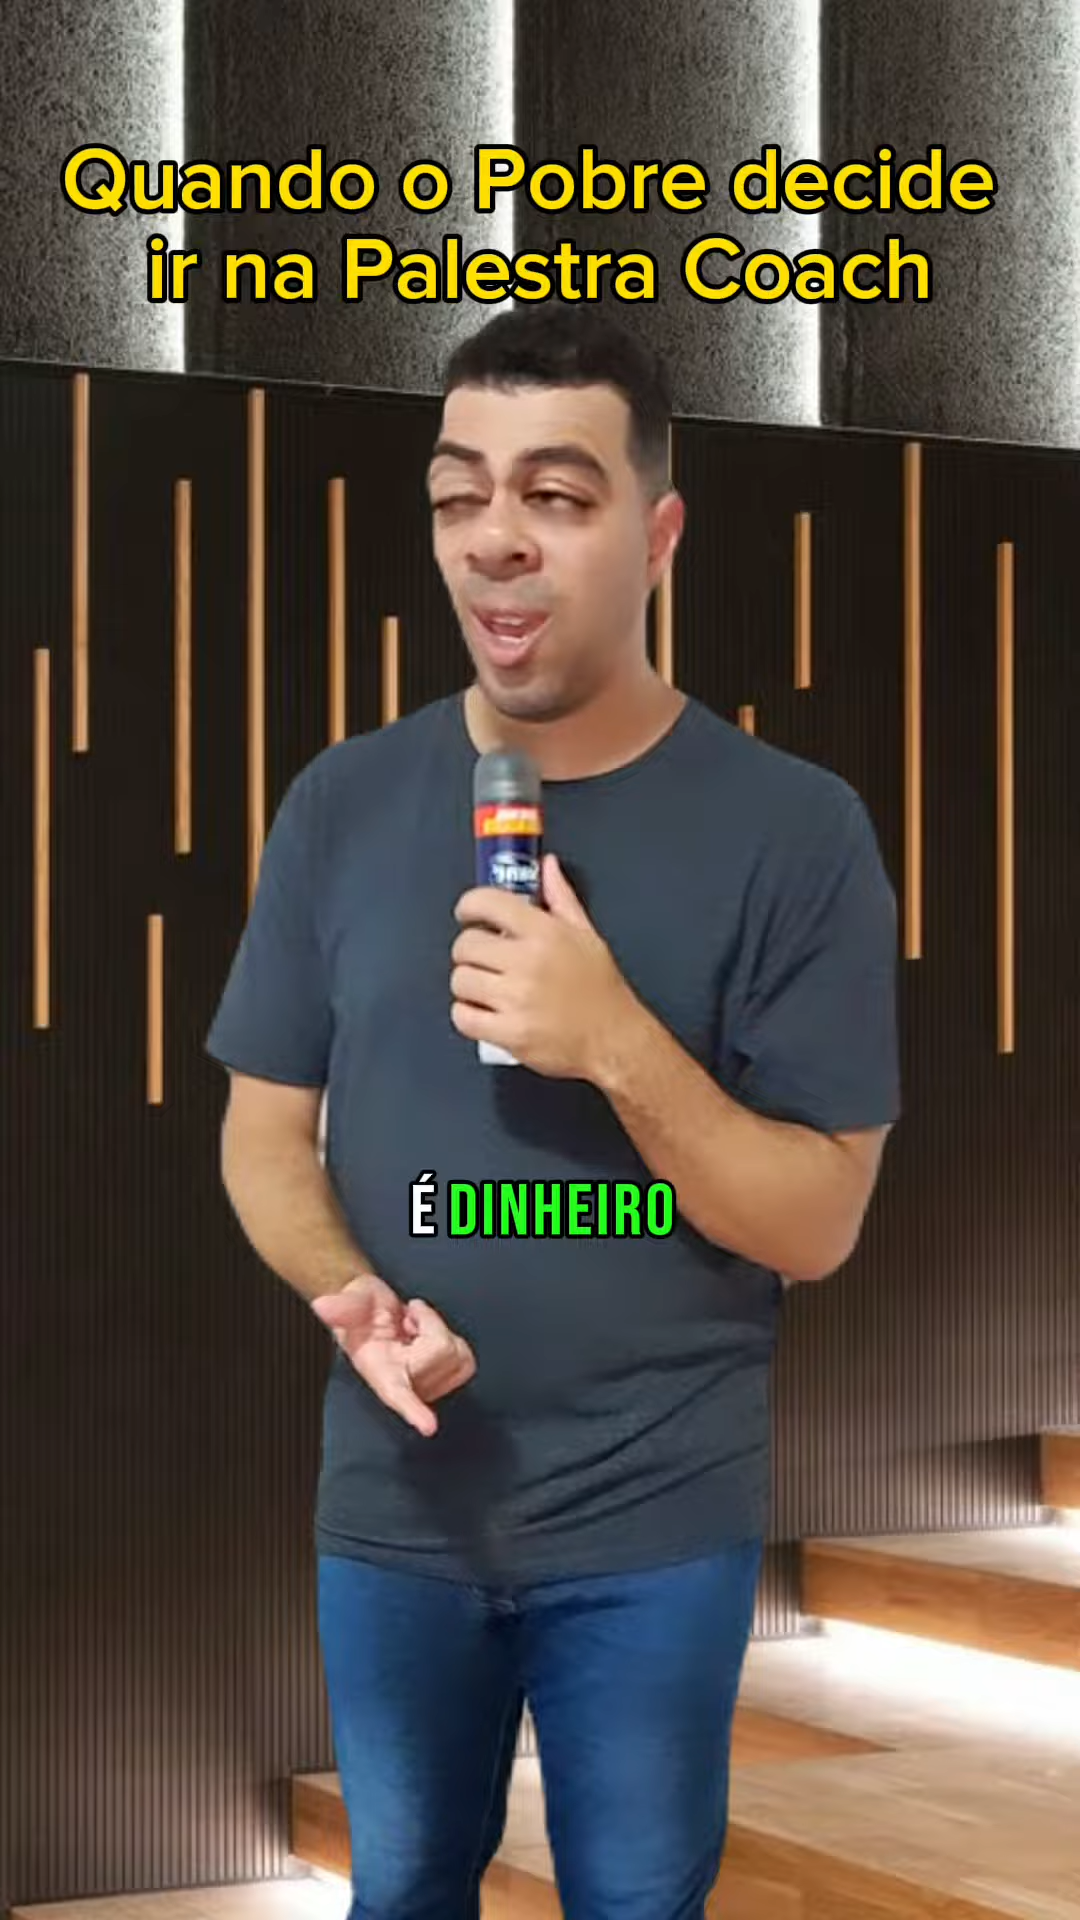 Quando o Pobre decide
ir na Palestra Coach
É DINHEIRO